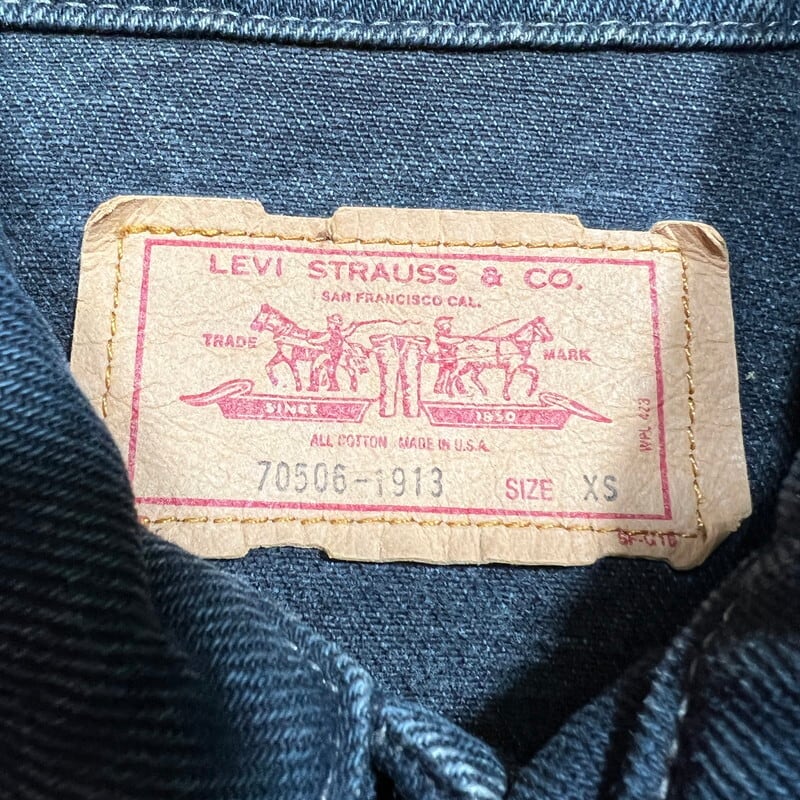 LEVI STRAUSS & CO.
SAN FRANCISCO CAL.
TRADE MARK
SINCE 1850
ALL COTTON MADE IN U.S.A.
70506-1913 SIZE XS
WPL 423